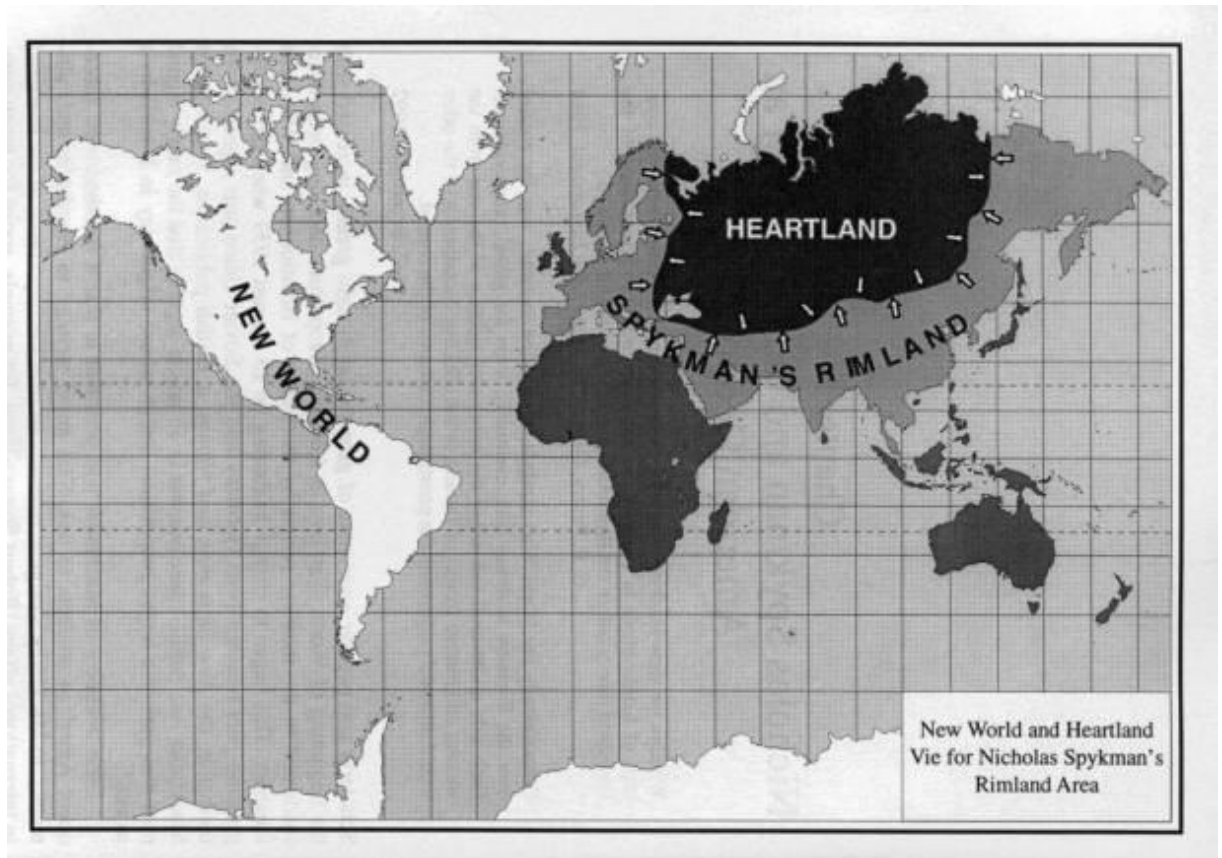 HEARTLAND
NEW WORLD
SPYKMAN'S RIMLAND
New World and Heartland
Vie for Nicholas Spykman's
Rimland Area